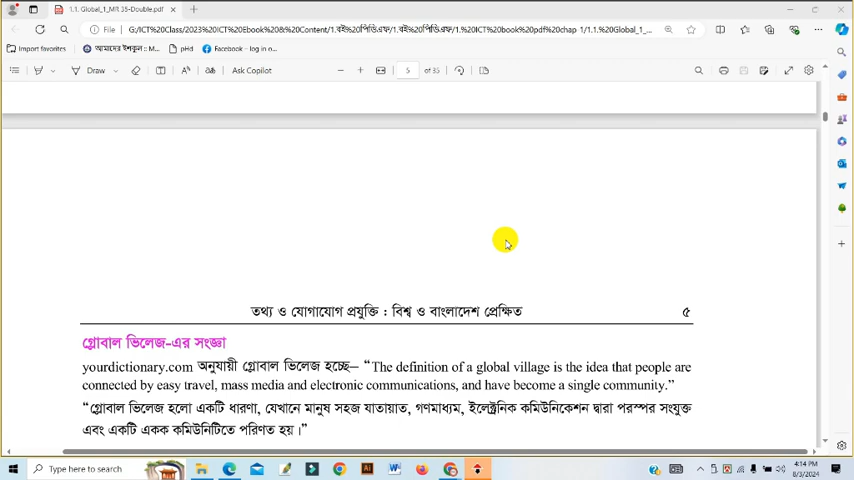 1.1. Global_1_MfI 35-Double.pdf
File
G:/ICT%20Class/2023%20ICT%20Ebook%20&%20Content/1.বই%20পিডিএফ/1.বই%20পিডিএফ/1.%20ICT%20book%20pdf%20chap 1/1.1.%20Global_1_...
Import favorites
আমাদের ইশকুল :: M...
pHd
Facebook – log in o...
Draw
Ask Copilot
5
of 35
তথ্য ও যোগাযোগ প্রযুক্তি : বিশ্ব ও বাংলাদেশ প্রেক্ষিত ৫
গ্লোবাল ভিলেজ-এর সংজ্ঞা
yourdictionary.com অনুযায়ী গ্লোবাল ভিলেজ হচ্ছে– “The definition of a global village is the idea that people are
connected by easy travel, mass media and electronic communications, and have become a single community.”
“গ্লোবাল ভিলেজ হলো একটি ধারণা, যেখানে মানুষ সহজ যাতায়াত, গণমাধ্যম, ইলেক্ট্রনিক কমিউনিকেশন দ্বারা পরস্পর সংযুক্ত
এবং একটি একক কমিউনিটিতে পরিণত হয়।”
Type here to search
4:14 PM
8/3/2024